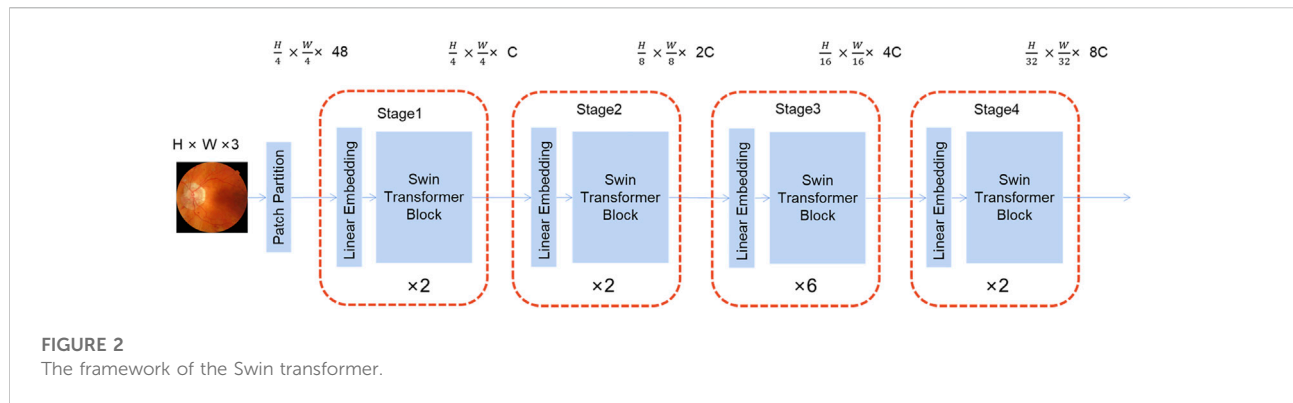 H/4 × W/4 × 48
H/4 × W/4 × C
H/8 × W/8 × 2C
H/16 × W/16 × 4C
H/32 × W/32 × 8C
H × W ×3
Patch Partition
Stage1
Linear Embedding
Swin
Transformer
Block
×2
Stage2
Linear Embedding
Swin
Transformer
Block
×2
Stage3
Linear Embedding
Swin
Transformer
Block
×6
Stage4
Linear Embedding
Swin
Transformer
Block
×2
FIGURE 2
The framework of the Swin transformer.